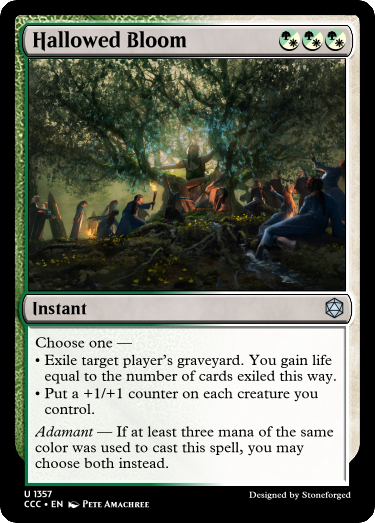 Hallowed Bloom
Instant
Choose one —
• Exile target player's graveyard. You gain life
equal to the number of cards exiled this way.
• Put a +1/+1 counter on each creature you
control.
Adamant — If at least three mana of the same
color was used to cast this spell, you may
choose both instead.
U 1357
CCC • EN Pete Amachree
Designed by Stoneforged